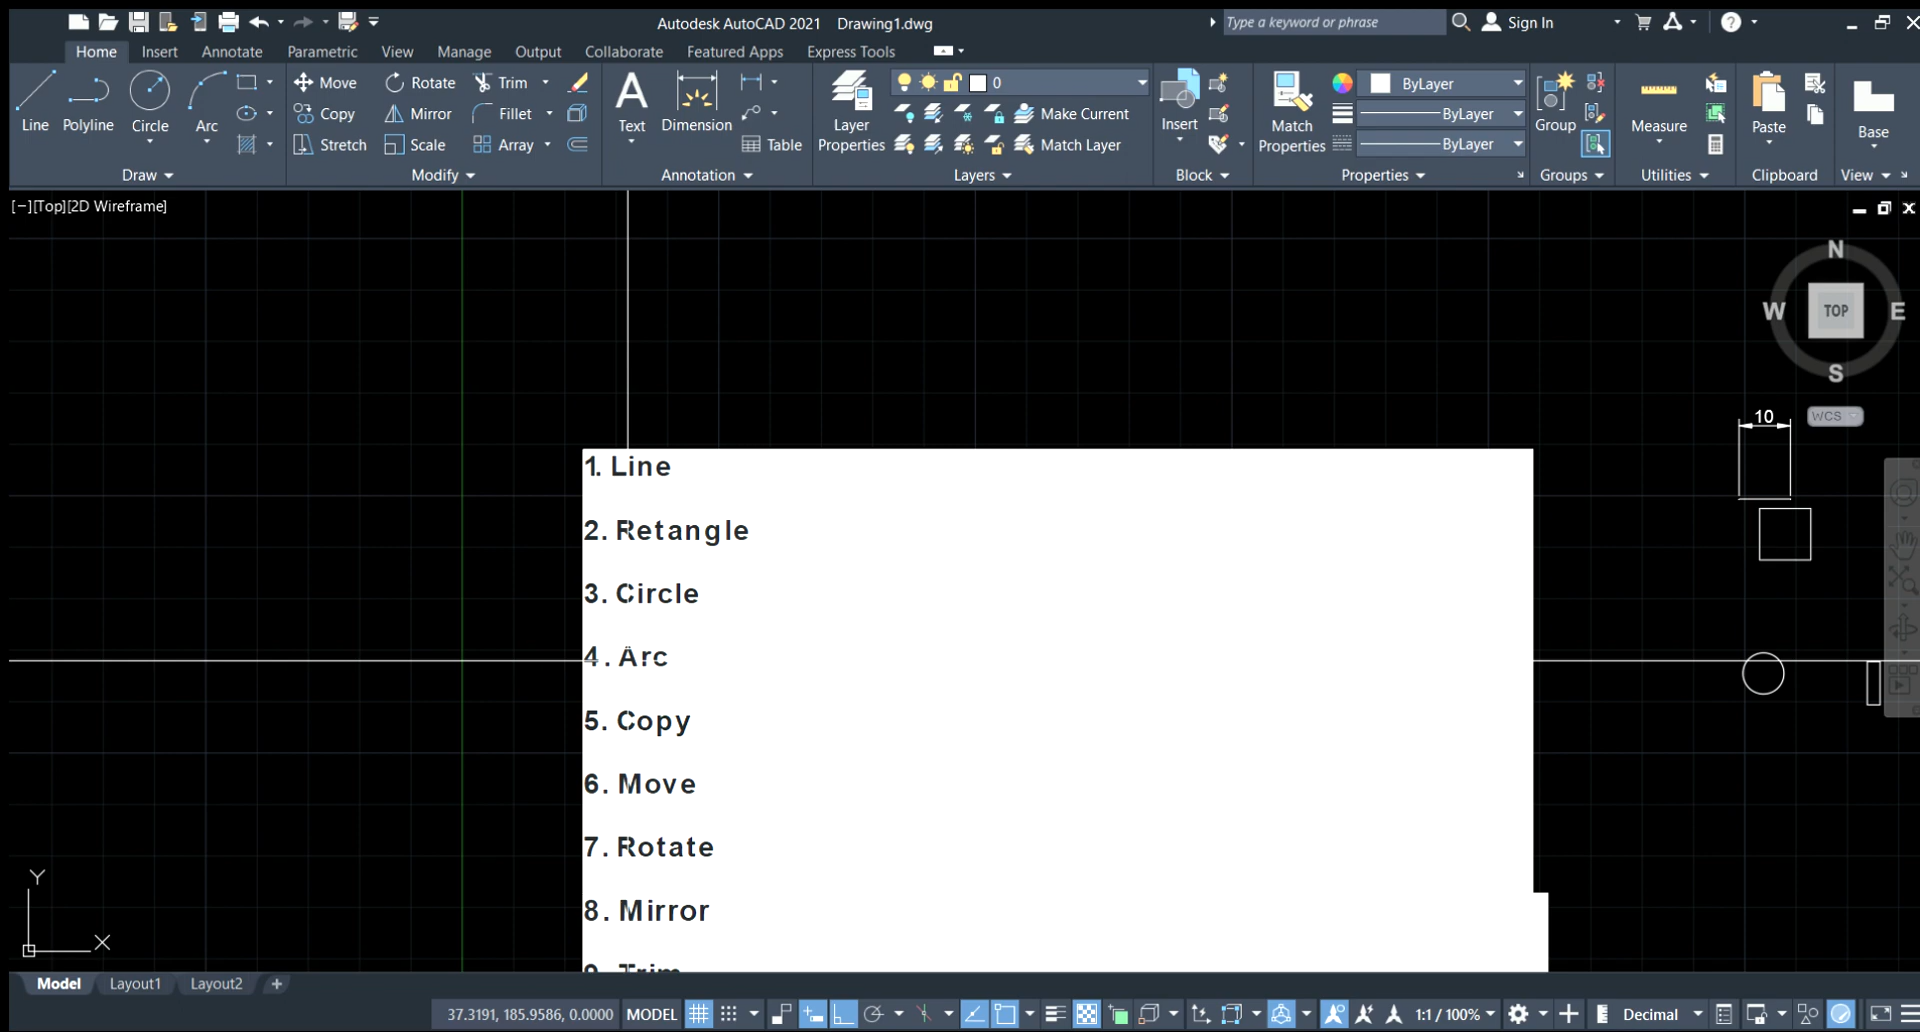 Autodesk AutoCAD 2021 Drawing1.dwg Type a keyword or phrase Sign In
Home Insert Annotate Parametric View Manage Output Collaborate Featured Apps Express Tools
Line Polyline Circle Arc
Move Rotate Trim
Copy Mirror Fillet
Stretch Scale Array
Text Dimension Table
Layer Properties
0
Make Current
Match Layer
Insert
Match Properties
ByLayer
ByLayer
ByLayer
Group
Measure
Paste
Base
Draw Modify Annotation Layers Block Properties Groups Utilities Clipboard View
[−][Top][2D Wireframe]
N
W TOP E
S
WCS
10
1. Line
2. Retangle
3. Circle
4. Arc
5. Copy
6. Move
7. Rotate
8. Mirror
9. Trim
Y
X
Model Layout1 Layout2 +
37.3191, 185.9586, 0.0000 MODEL 1:1 / 100% Decimal